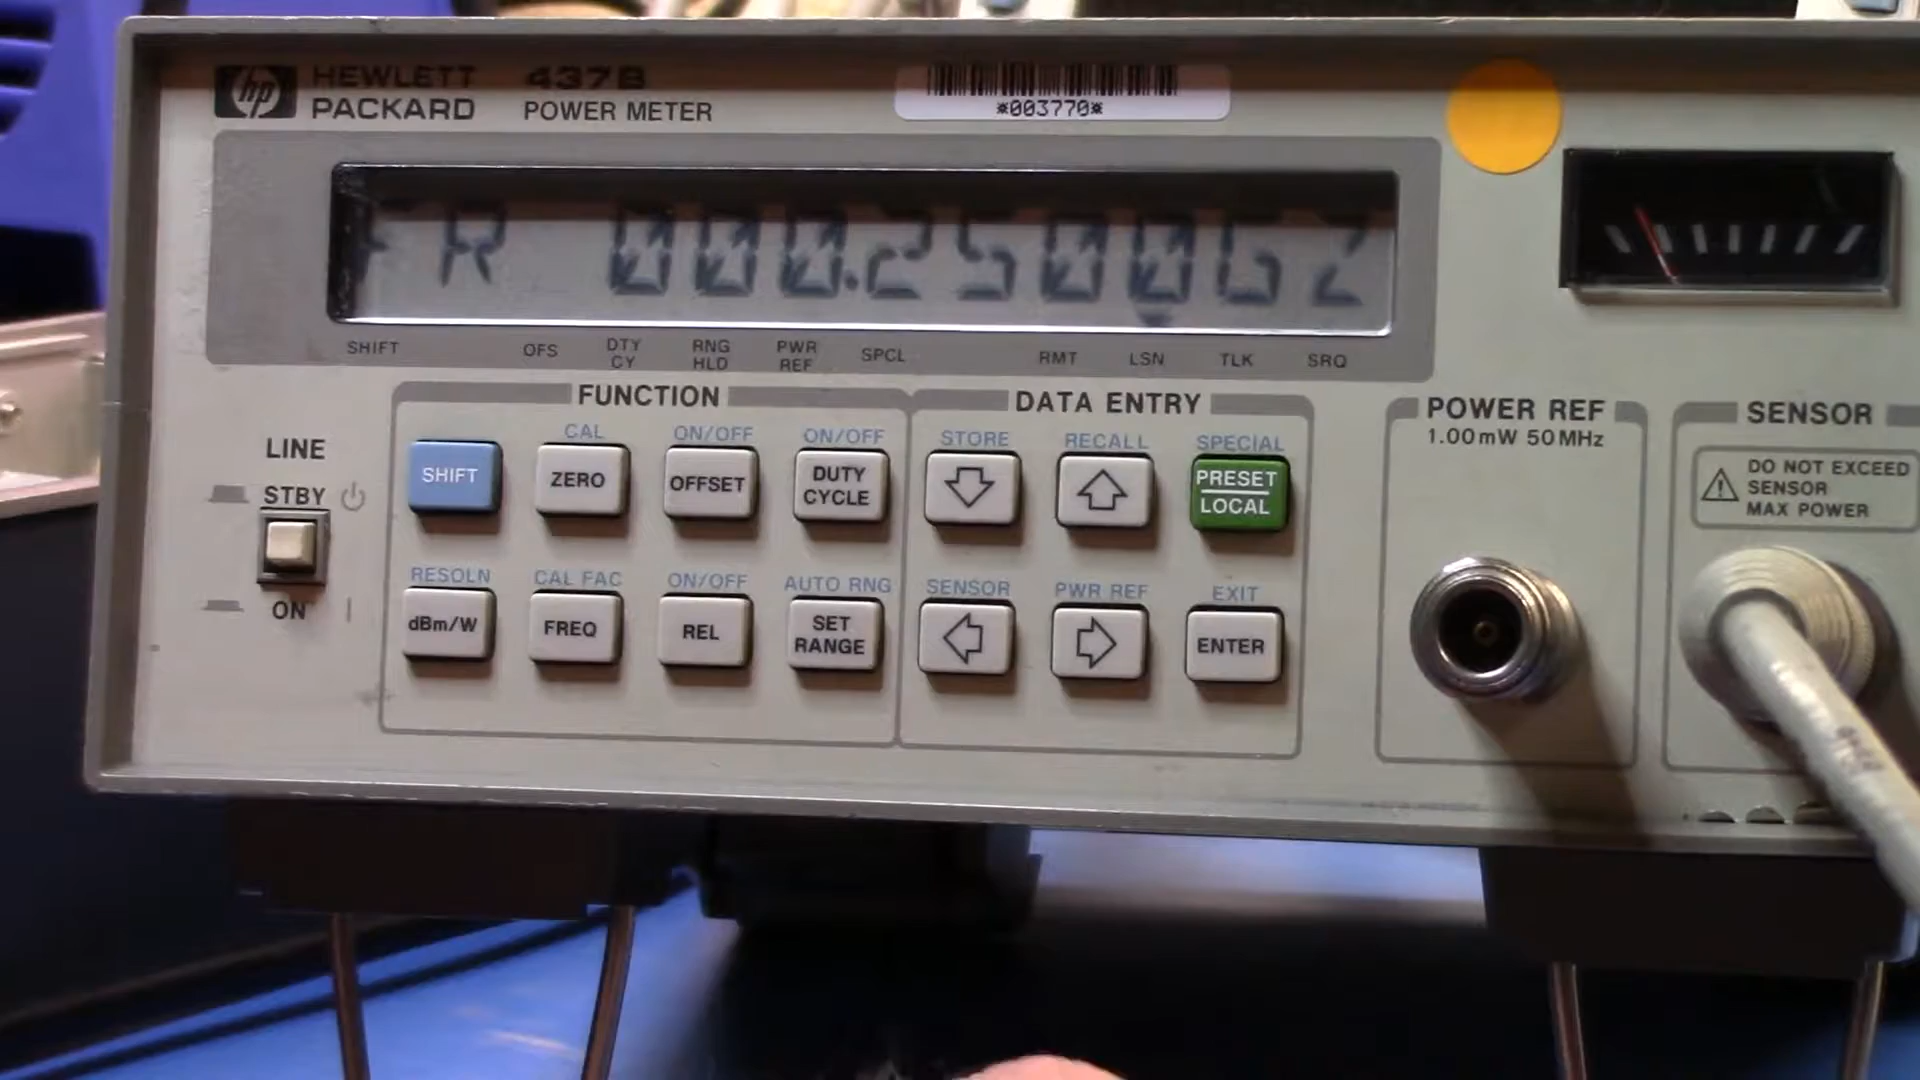 hp HEWLETT PACKARD
437B
POWER METER
*003770*
FR 000.2500GZ
SHIFT OFS DTY CY RNG HLD PWR REF SPCL RMT LSN TLK SRQ
FUNCTION
DATA ENTRY
POWER REF
1.00mW 50MHz
SENSOR
DO NOT EXCEED
SENSOR
MAX POWER
LINE
STBY
ON
CAL ON/OFF ON/OFF STORE RECALL SPECIAL
SHIFT ZERO OFFSET DUTY CYCLE PRESET LOCAL
RESOLN CAL FAC ON/OFF AUTO RNG SENSOR PWR REF EXIT
dBm/W FREQ REL SET RANGE ENTER